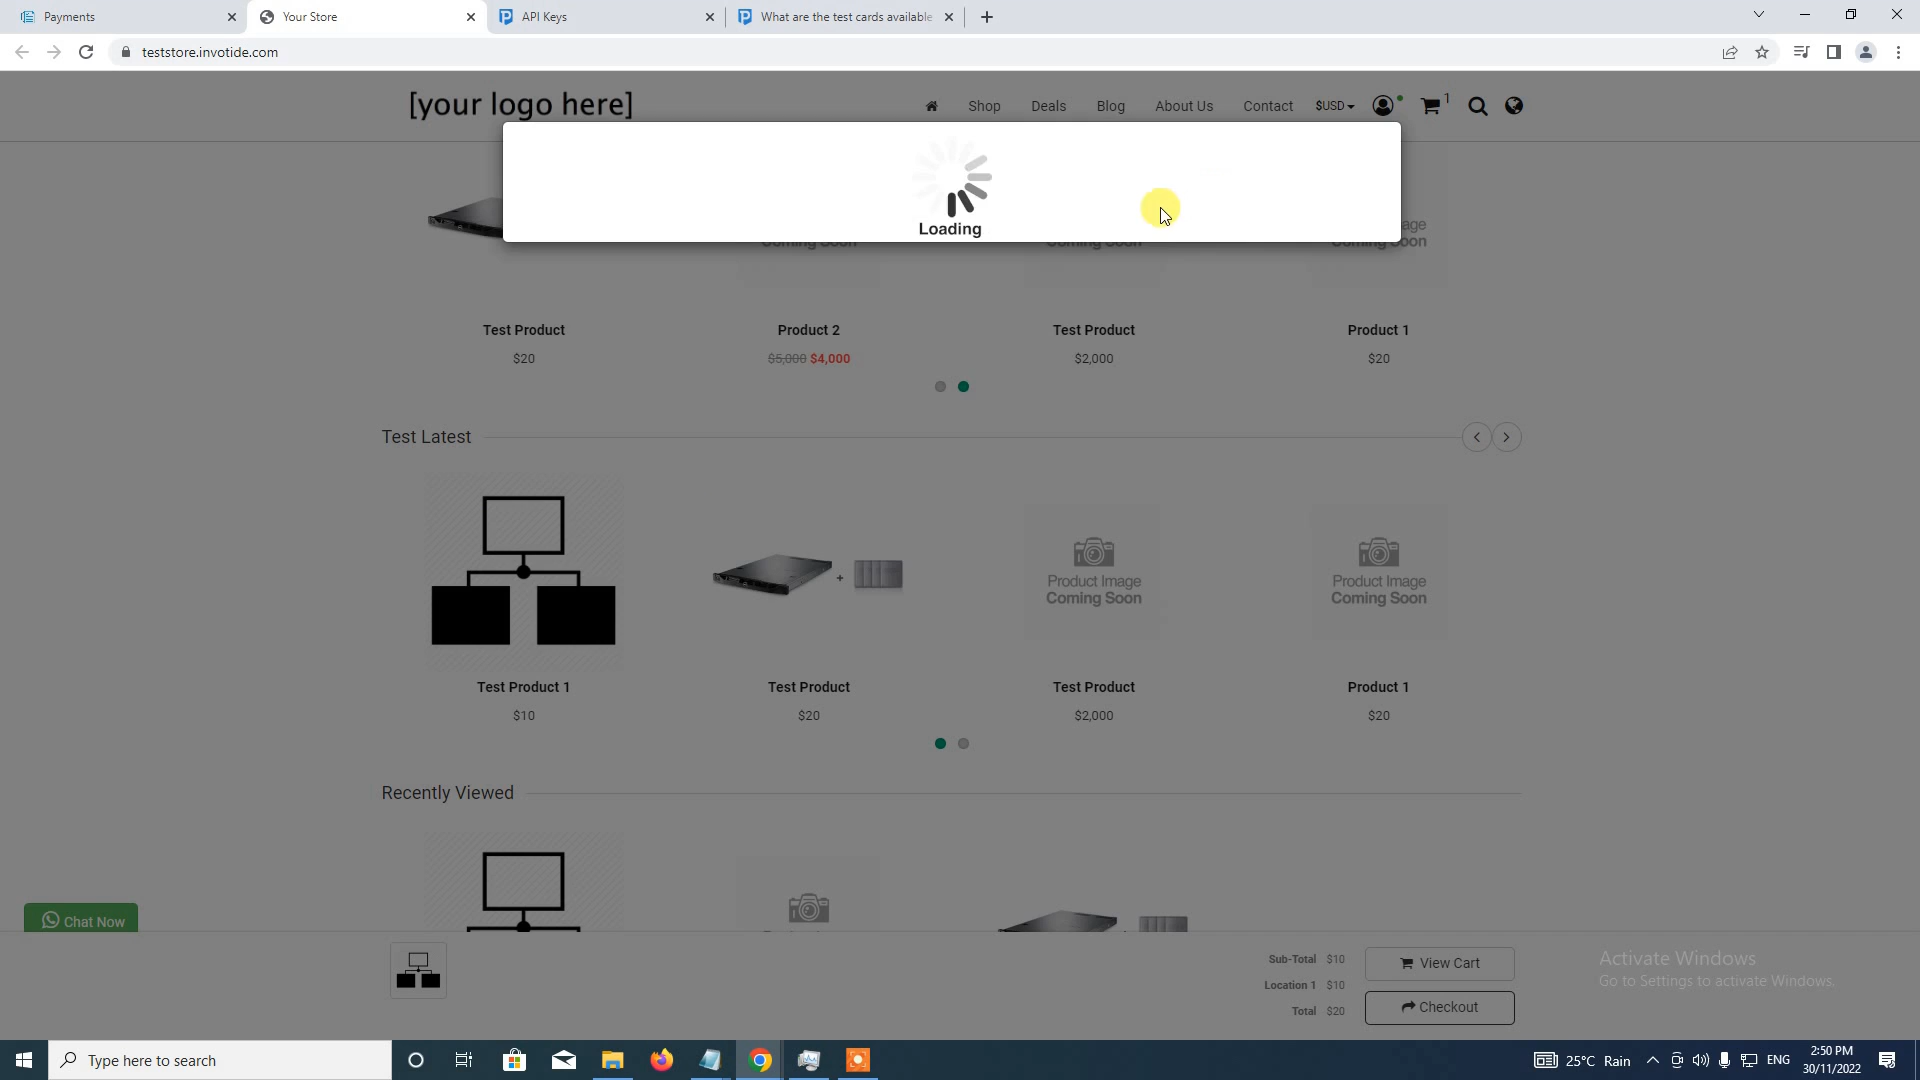 Payments
Your Store
API Keys
What are the test cards available
teststore.invotide.com
[your logo here]
Shop
Deals
Blog
About Us
Contact
$USD
1
Loading
Test Product
Product 2
Test Product
Product 1
$20
$5,000 $4,000
$2,000
$20
Test Latest
Product Image
Coming Soon
Product Image
Coming Soon
Test Product 1
Test Product
Test Product
Product 1
$10
$20
$2,000
$20
Recently Viewed
Chat Now
Sub-Total $10
Location 1 $10
Total $20
View Cart
Checkout
Activate Windows
Go to Settings to activate Windows.
Type here to search
25°C Rain
ENG
2:50 PM
30/11/2022